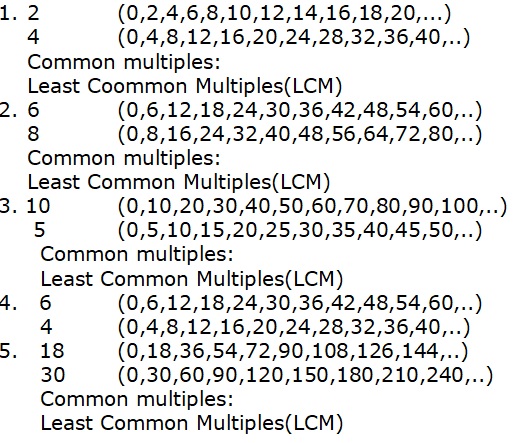 1. 2 (0,2,4,6,8,10,12,14,16,18,20,...)
4 (0,4,8,12,16,20,24,28,32,36,40,..)
Common multiples:
Least Coommon Multiples(LCM)
2. 6 (0,6,12,18,24,30,36,42,48,54,60,..)
8 (0,8,16,24,32,40,48,56,64,72,80,..)
Common multiples:
Least Common Multiples(LCM)
3. 10 (0,10,20,30,40,50,60,70,80,90,100,..)
5 (0,5,10,15,20,25,30,35,40,45,50,..)
Common multiples:
Least Common Multiples(LCM)
4. 6 (0,6,12,18,24,30,36,42,48,54,60,..)
4 (0,4,8,12,16,20,24,28,32,36,40,..)
5. 18 (0,18,36,54,72,90,108,126,144,..)
30 (0,30,60,90,120,150,180,210,240,..)
Common multiples:
Least Common Multiples(LCM)